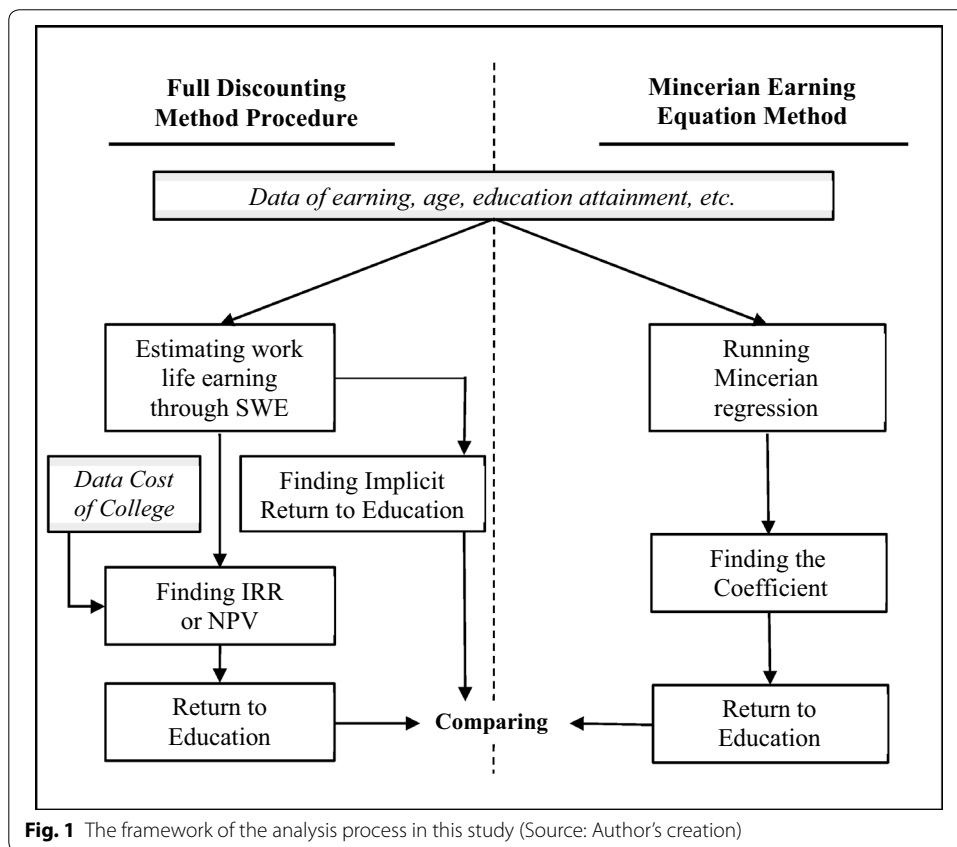 Full Discounting
Method Procedure
Mincerian Earning
Equation Method
Data of earning, age, education attainment, etc.
Estimating work
life earning
through SWE
Running
Mincerian
regression
Data Cost
of College
Finding Implicit
Return to Education
Finding IRR
or NPV
Finding the
Coefficient
Return to
Education
Comparing
Return to
Education
Fig. 1 The framework of the analysis process in this study (Source: Author's creation)